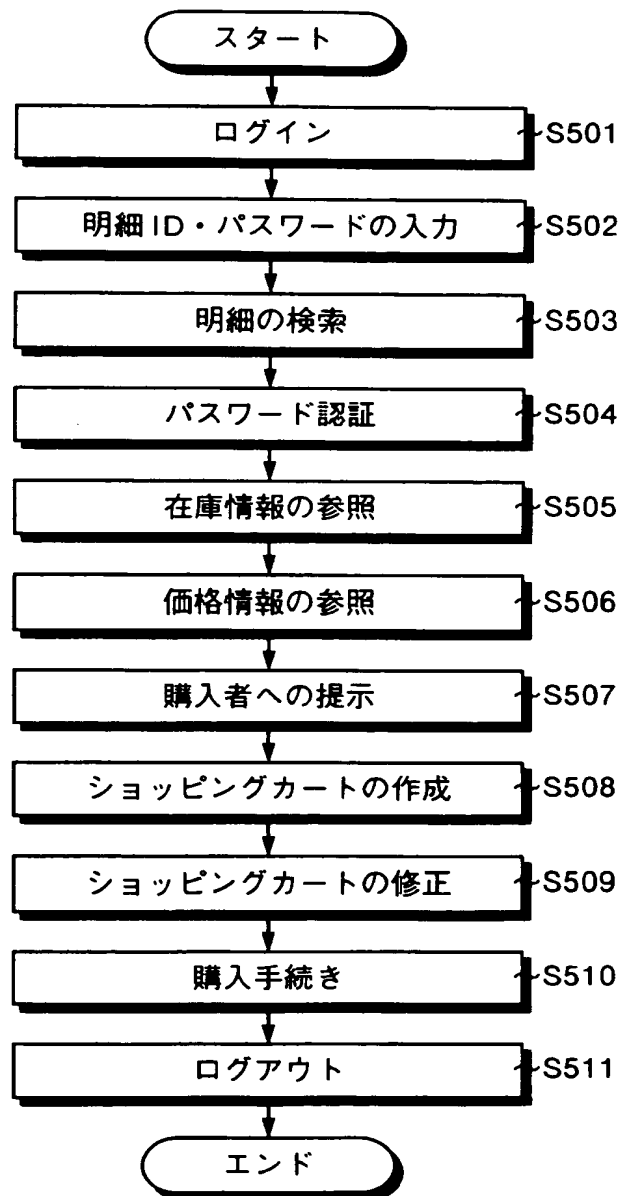 スタート
ログイン S501
明細ID・パスワードの入力 S502
明細の検索 S503
パスワード認証 S504
在庫情報の参照 S505
価格情報の参照 S506
購入者への提示 S507
ショッピングカートの作成 S508
ショッピングカートの修正 S509
購入手続き S510
ログアウト S511
エンド